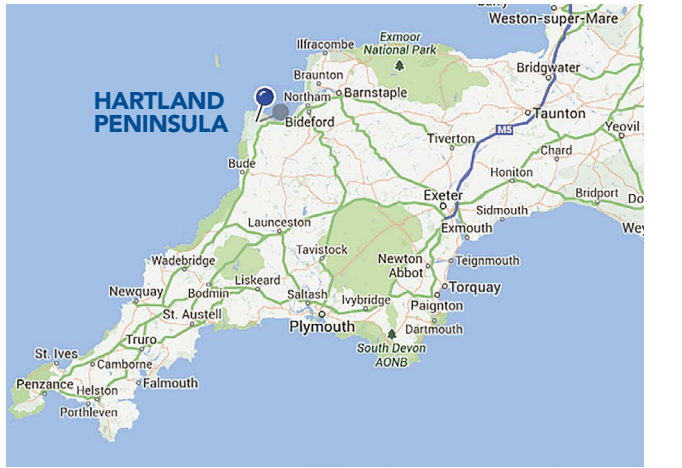 Weston-super-Mare
Ilfracombe
Exmoor
National Park
Bridgwater
Braunton
HARTLAND
PENINSULA
Northam
Barnstaple
Bideford
Taunton
M5
Yeovil
Tiverton
Chard
Bude
Honiton
Exeter
Bridport
Do
Sidmouth
Launceston
Exmouth
Wey
Tavistock
Wadebridge
Newton
Abbot
Teignmouth
Liskeard
Newquay
Bodmin
Saltash
Ivybridge
Torquay
Paignton
St. Austell
Plymouth
Dartmouth
Truro
South Devon
AONB
St. Ives
Camborne
Penzance
Helston
Falmouth
Porthleven